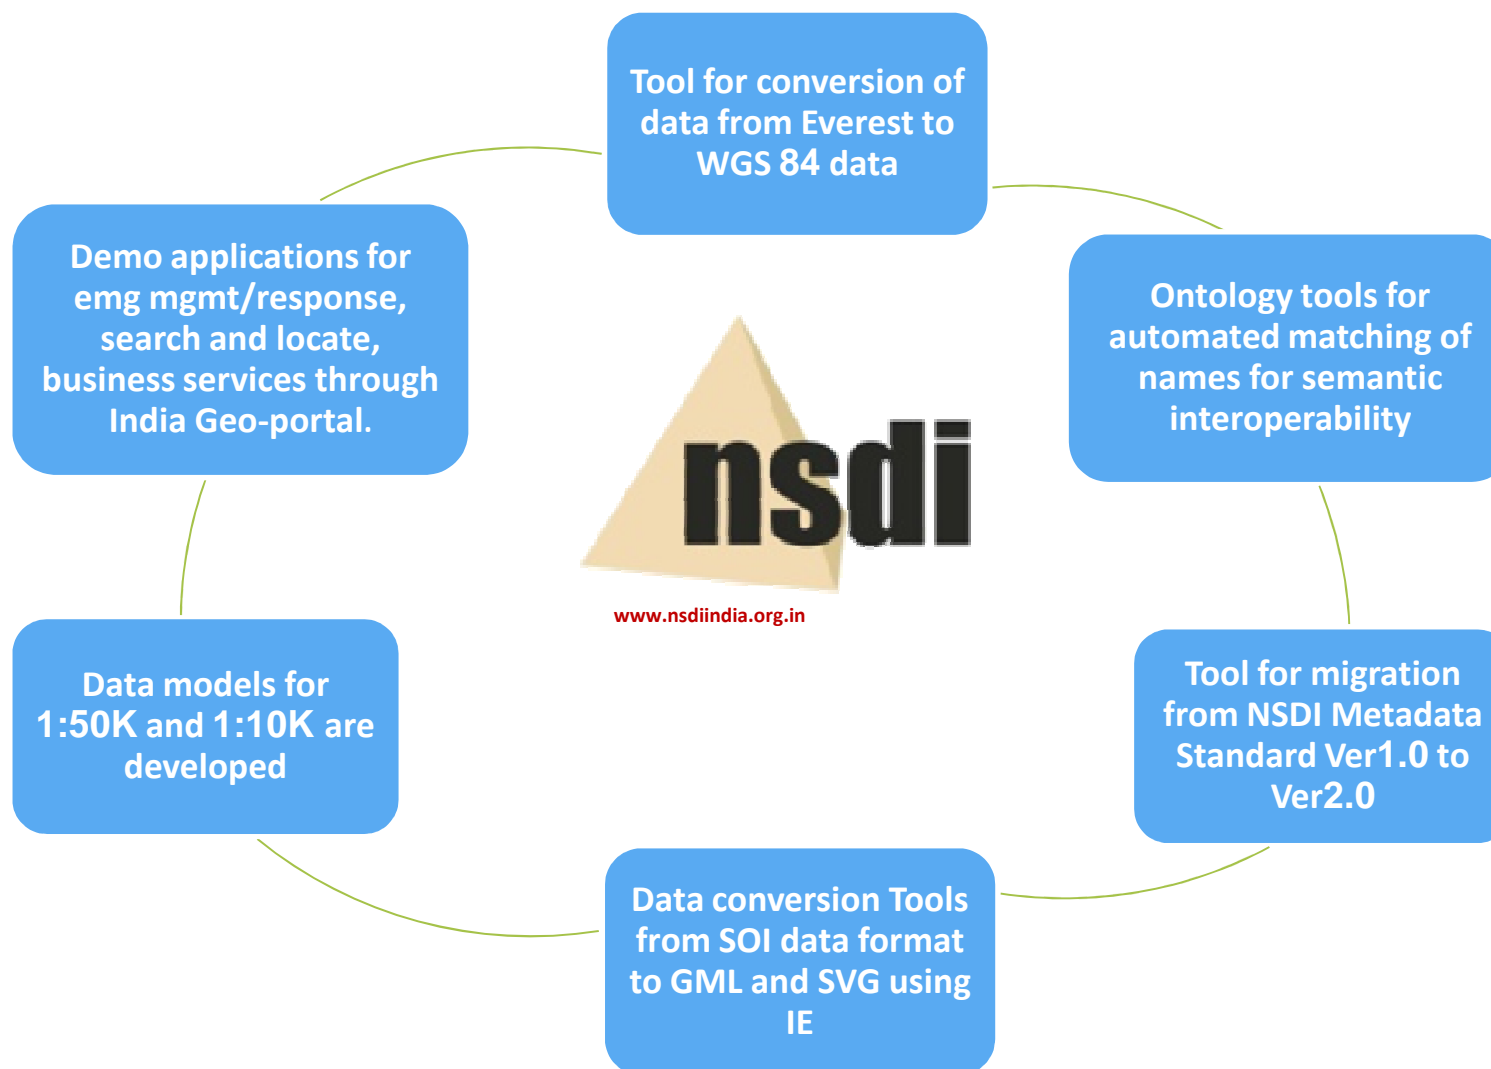 Tool for conversion of
data from Everest to
WGS 84 data
Ontology tools for
automated matching of
names for semantic
interoperability
Tool for migration
from NSDI Metadata
Standard Ver1.0 to
Ver2.0
Data conversion Tools
from SOI data format
to GML and SVG using
IE
Data models for
1:50K and 1:10K are
developed
Demo applications for
emg mgmt/response,
search and locate,
business services through
India Geo-portal.
nsdi
www.nsdiindia.org.in